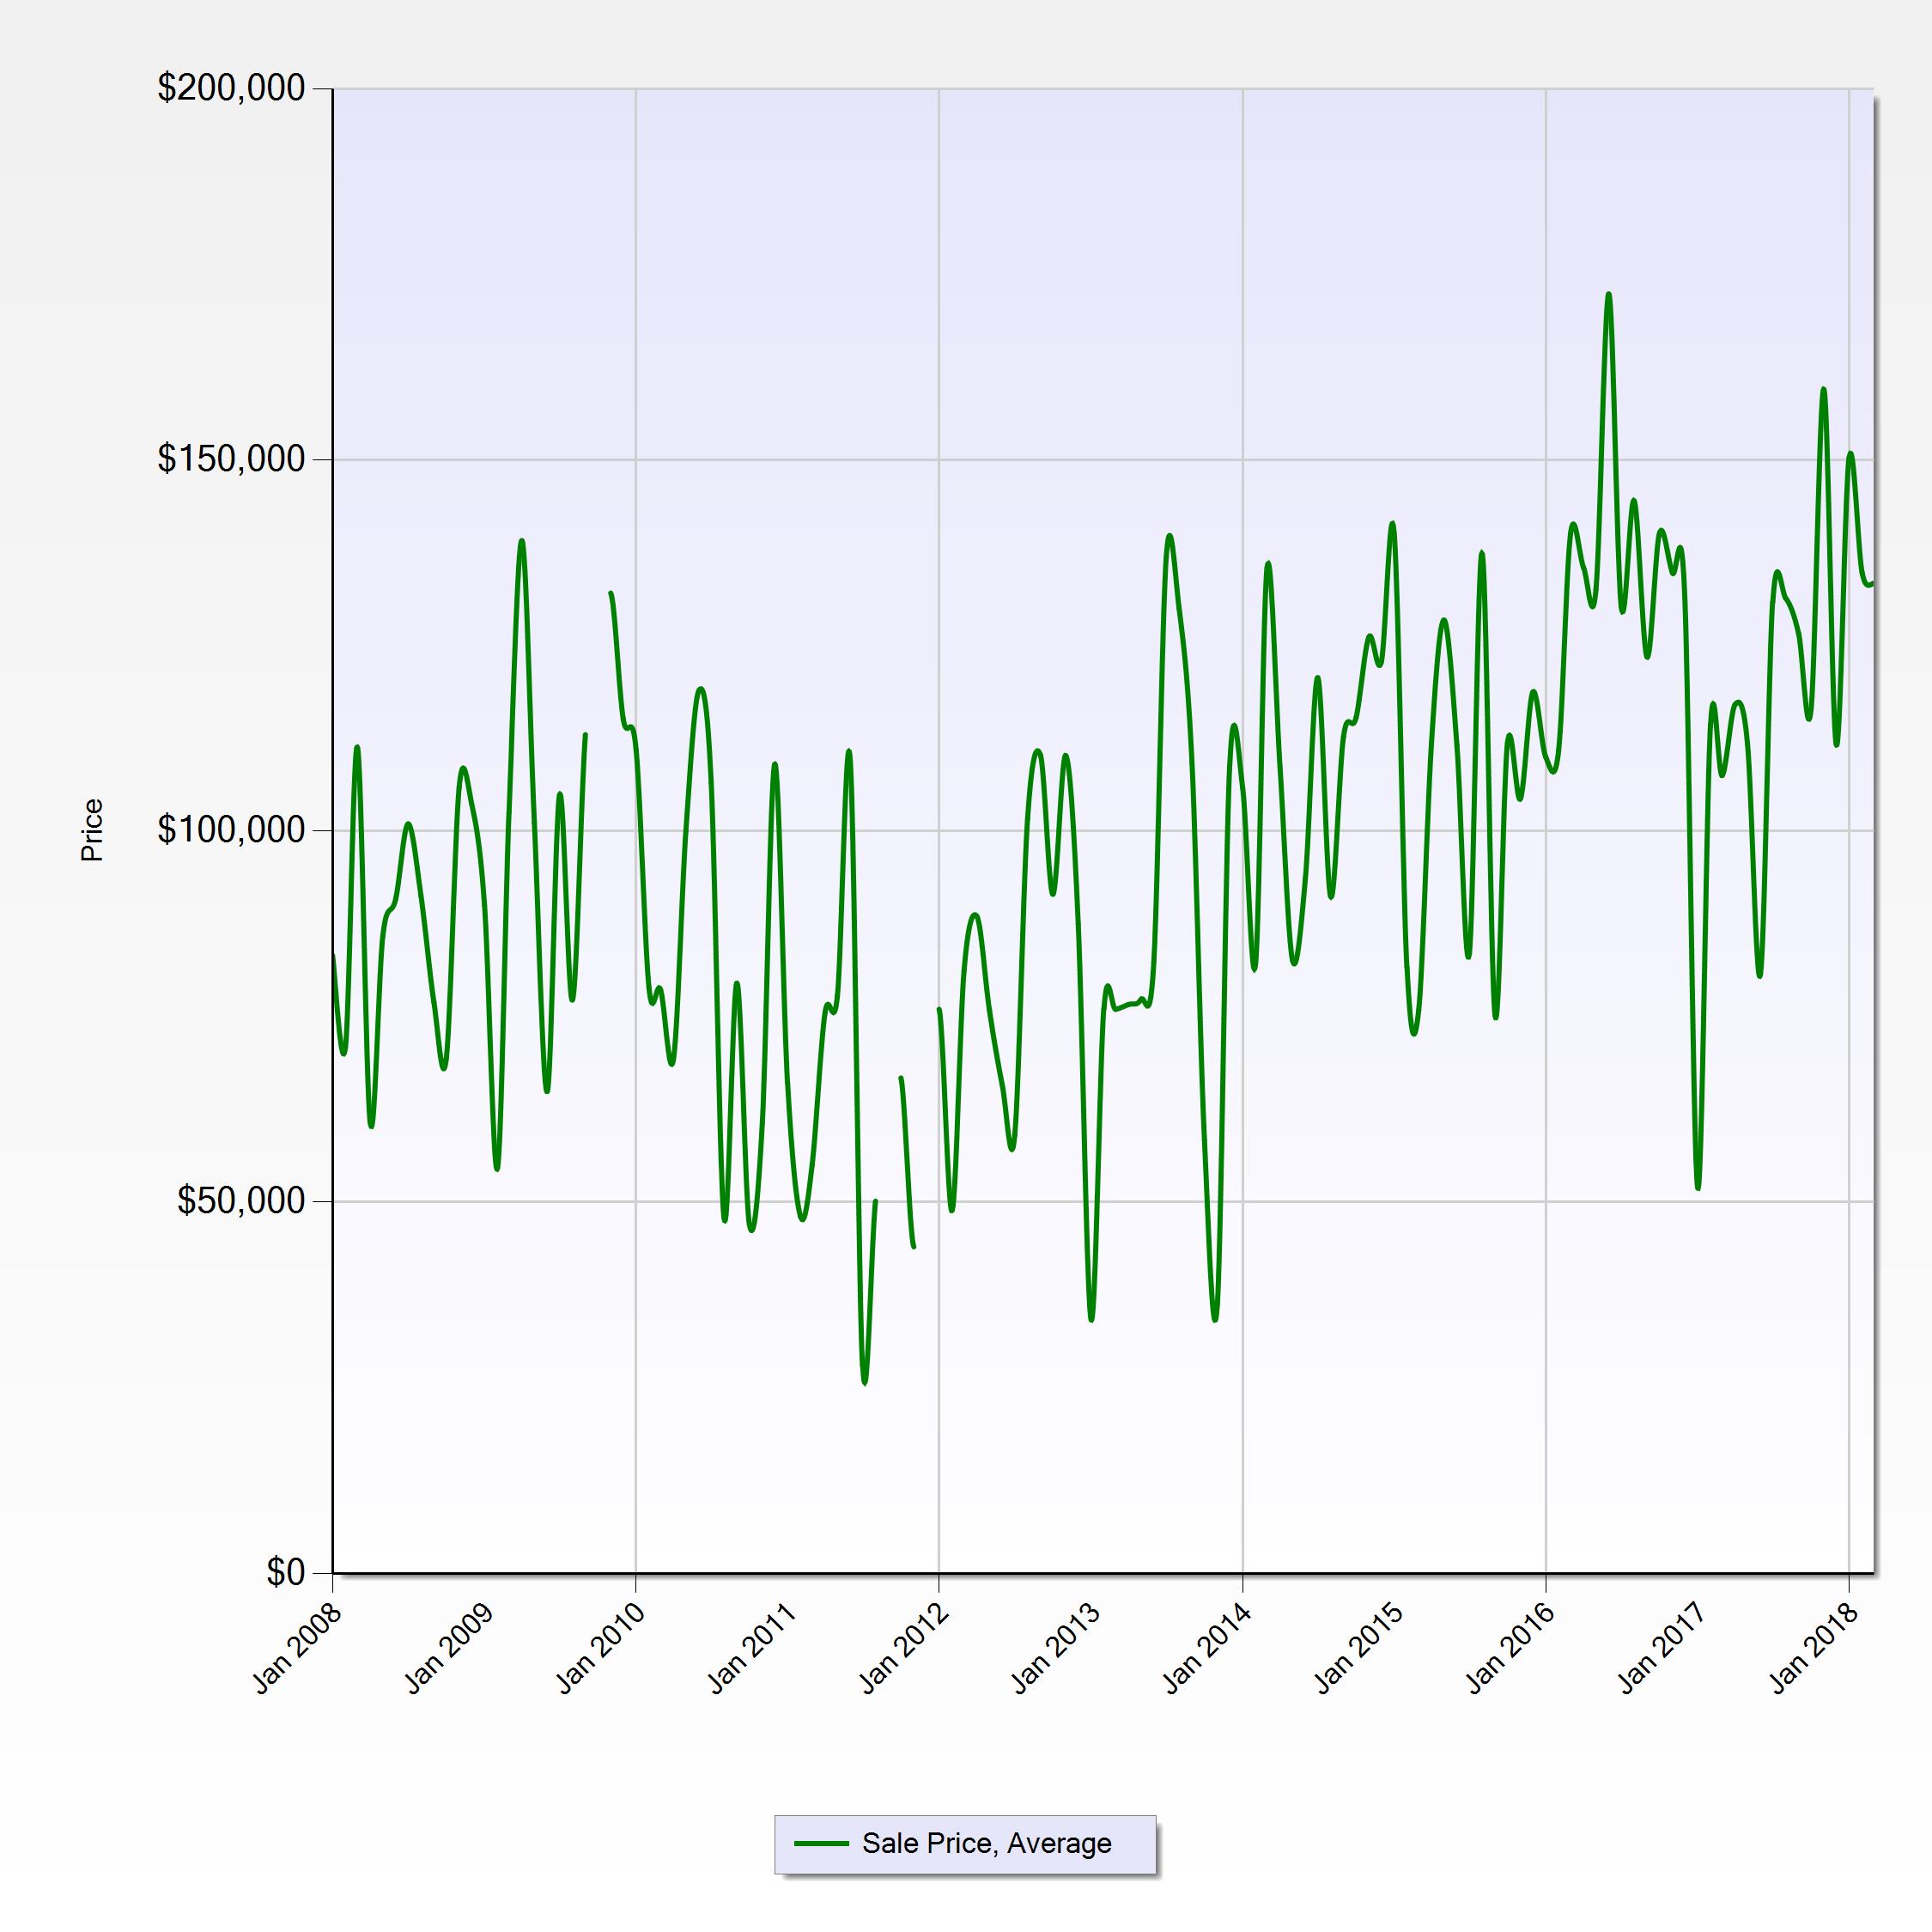 $200,000
$150,000
$100,000
$50,000
$0
Price
Jan 2008
Jan 2009
Jan 2010
Jan 2011
Jan 2012
Jan 2013
Jan 2014
Jan 2015
Jan 2016
Jan 2017
Jan 2018
Sale Price, Average